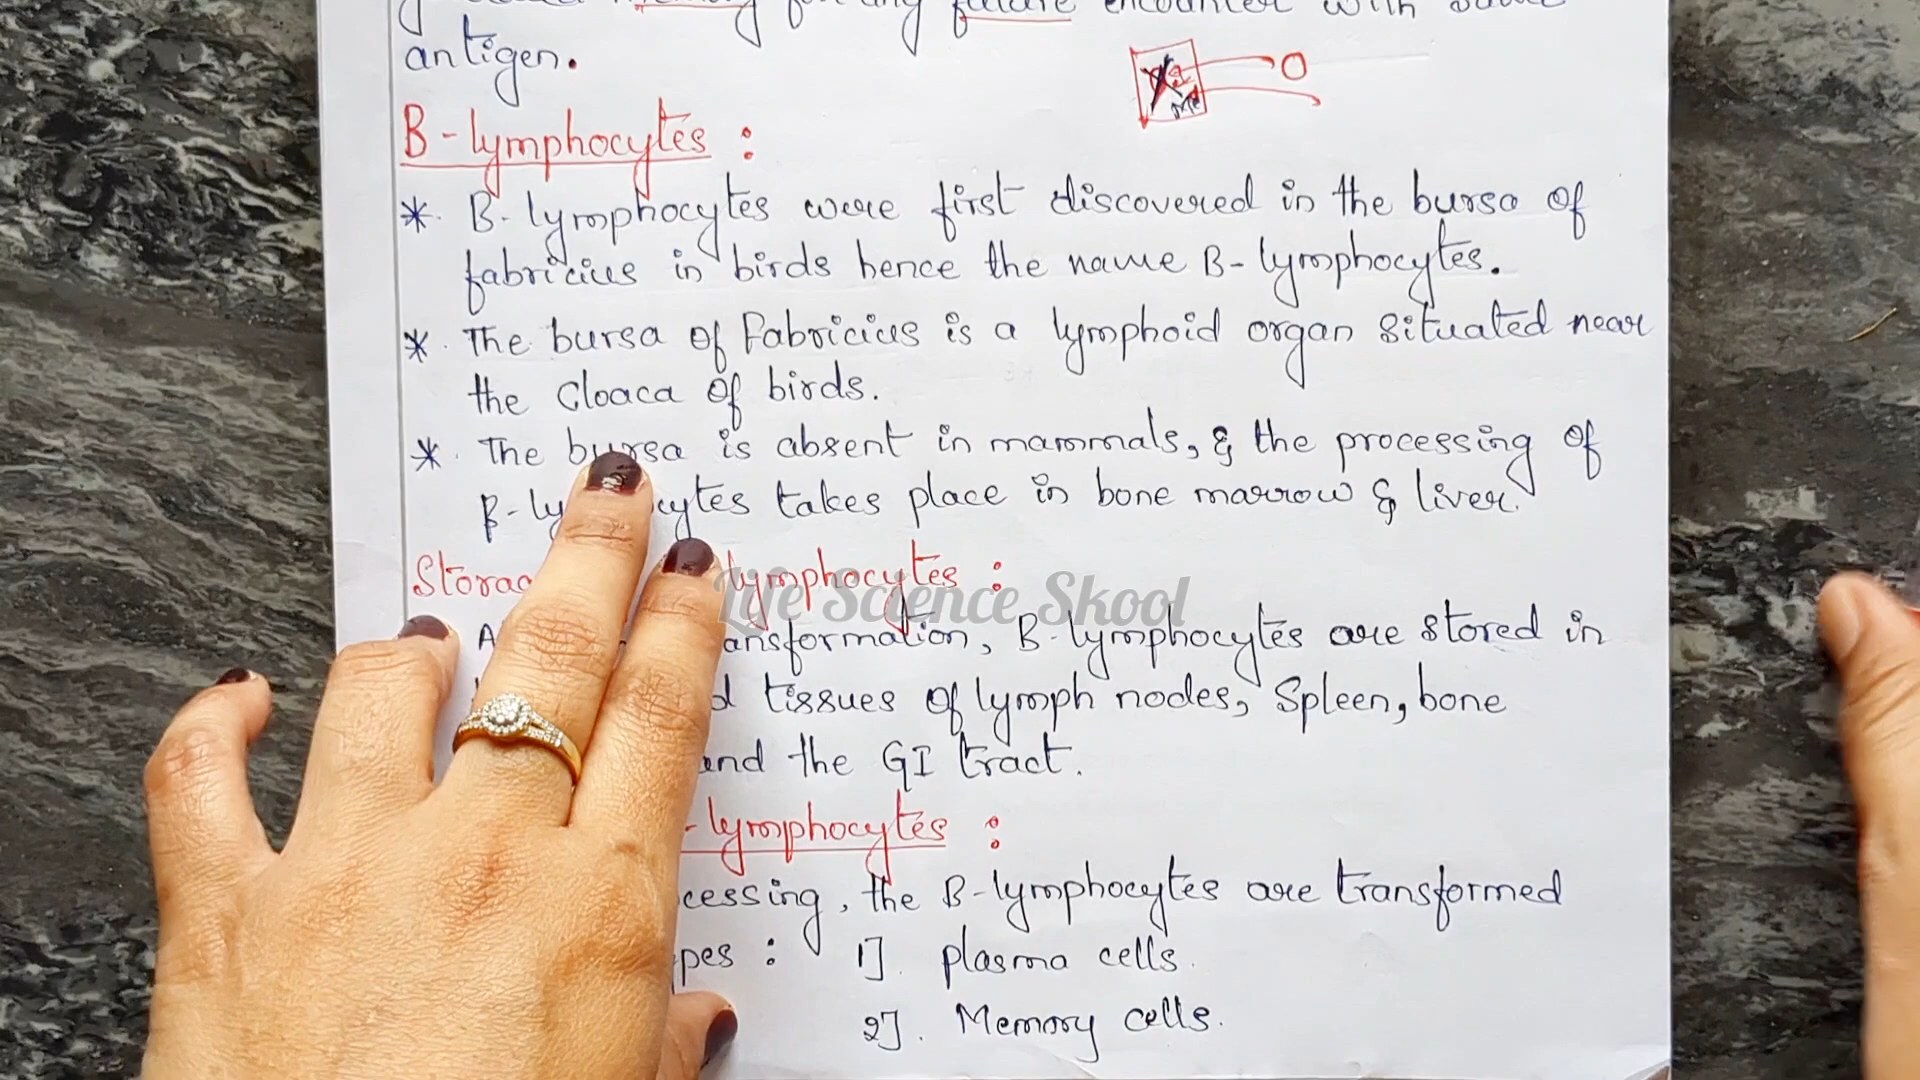 future encounter with same
antigen.
B-lymphocytes :
* B-lymphocytes were first discovered in the bursa of
fabricius in birds hence the name B-lymphocytes.
* The bursa of Fabricius is a lymphoid organ situated near
the Cloaca of birds.
* The bursa is absent in mammals, & the processing of
B-ly cytes takes place in bone marrow & liver.
Storag lymphocytes :
Life Science Skool
A ansformation, B-lymphocytes are stored in
d tissues of lymph nodes, Spleen, bone
and the GI tract.
-lymphocytes :
cessing, the B-lymphocytes are transformed
pes : 1]. plasma cells.
2]. Memory cells.